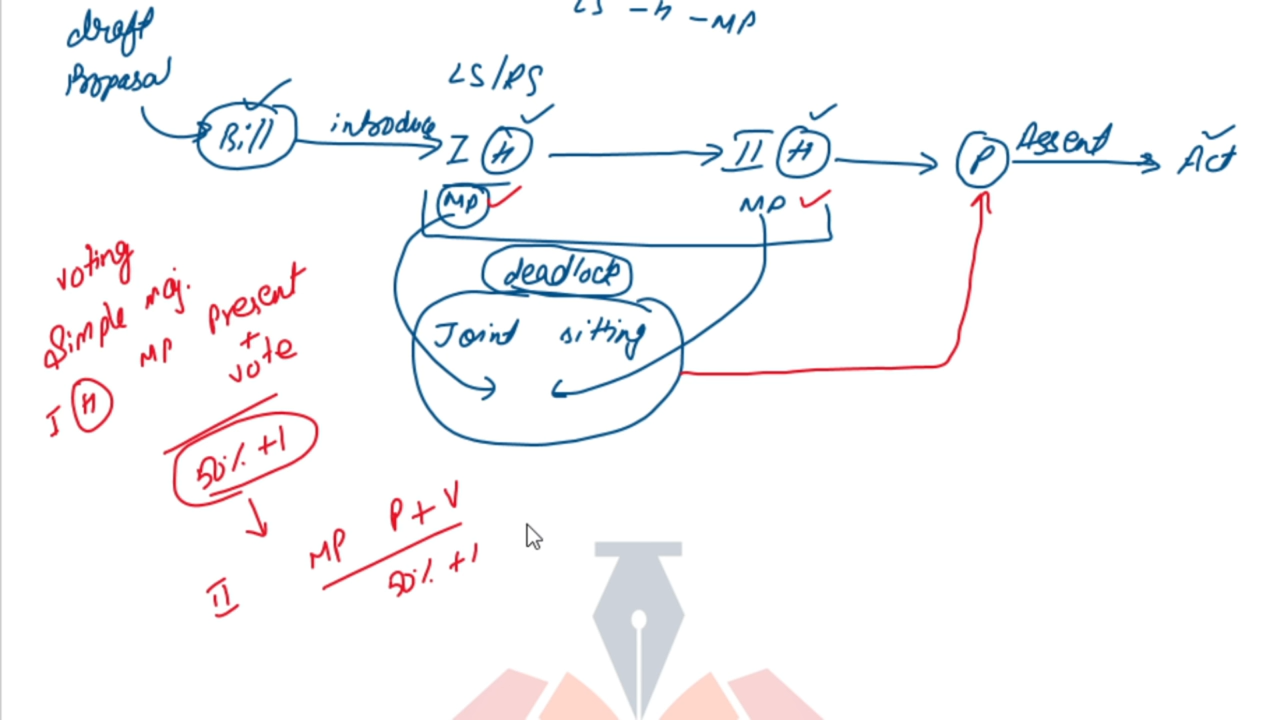 LS - H - MP
draft
Proposal
LS/RS
Bill introduce I H II H P Assent Act
MP MP
deadlock
Joint sitting
voting
Simple maj.
MP Present
+
vote
I H
50% +1
MP P + V
50% +1
II